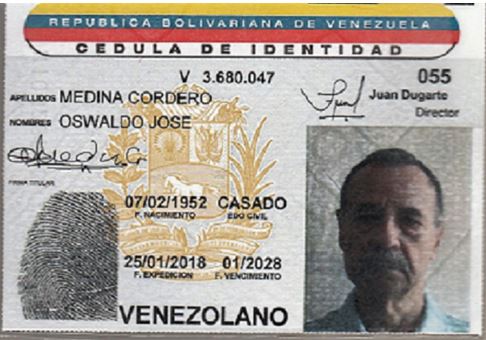 REPUBLICA BOLIVARIANA DE VENEZUELA
CEDULA DE IDENTIDAD
V 3.680.047
055
APELLIDOS MEDINA CORDERO
Juan Dugarte
Director
NOMBRES OSWALDO JOSE
FIRMA TITULAR
07/02/1952 CASADO
F. NACIMIENTO EDO CIVIL
25/01/2018 01/2028
F. EXPEDICION F. VENCIMIENTO
VENEZOLANO